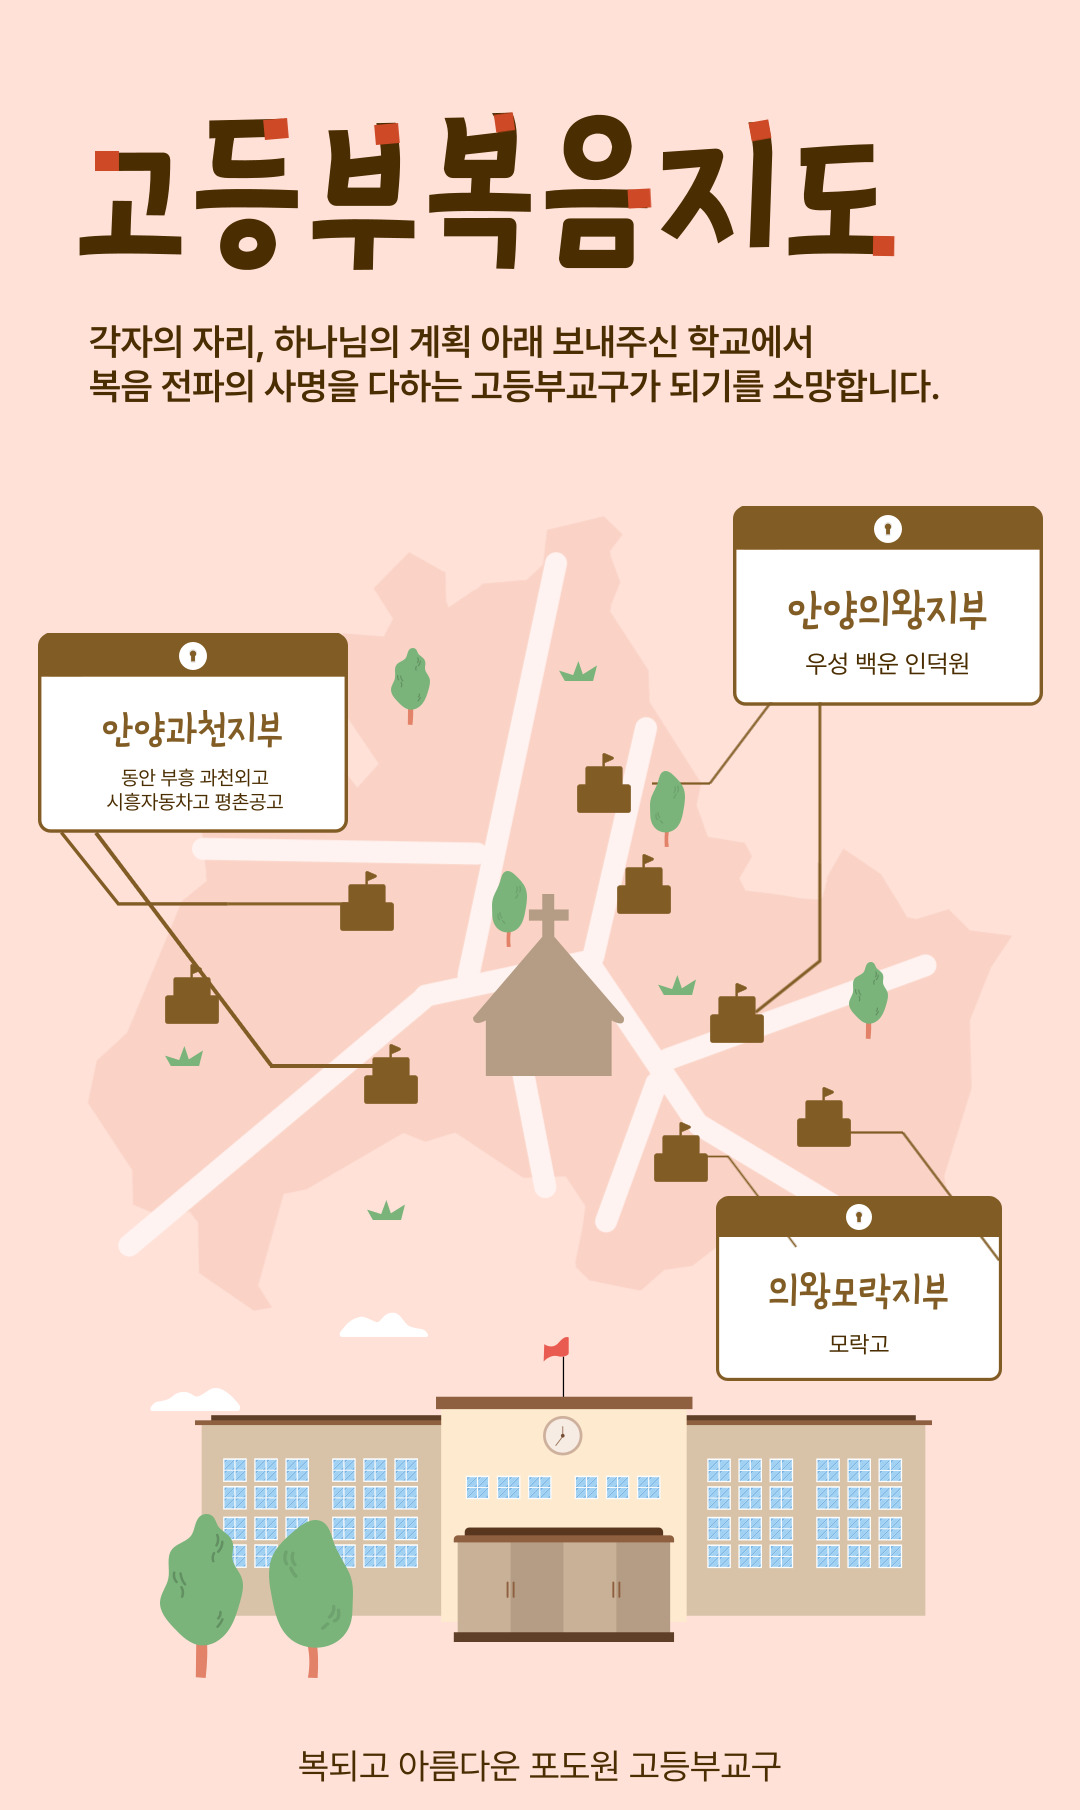 고등부복음지도
각자의 자리, 하나님의 계획 아래 보내주신 학교에서
복음 전파의 사명을 다하는 고등부교구가 되기를 소망합니다.
안양의왕지부
우성 백운 인덕원
안양과천지부
동안 부흥 과천외고
시흥자동차고 평촌공고
의왕모락지부
모락고
복되고 아름다운 포도원 고등부교구